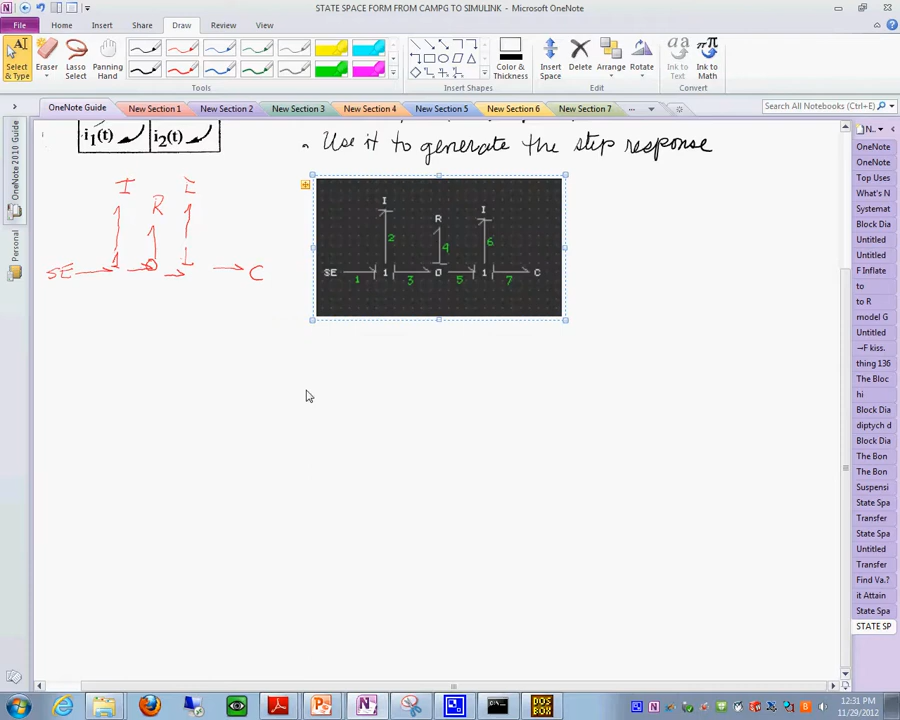 STATE SPACE FORM FROM CAMPG TO SIMULINK - Microsoft OneNote
File Home Insert Share Draw Review View
Select & Type
Eraser
Lasso Select
Panning Hand
Tools
Color & Thickness
Insert Shapes
Insert Space
Delete
Arrange
Rotate
Edit
Ink to Text
Ink to Math
Convert
OneNote Guide New Section 1 New Section 2 New Section 3 New Section 4 New Section 5 New Section 6 New Section 7
Search All Notebooks (Ctrl+E)
OneNote 2010 Guide
Personal
i1(t) i2(t)
Use it to generate the step response
I R I
SE 1 0 1 C
I R I
2 4 6
SE 1 0 1 C
1 3 5 7
N..
OneNote
OneNote
Top Uses
What's N
Systemat
Block Dia
Untitled
Untitled
F Inflate
to
to R
model G
Untitled
→F kiss.
thing 136
The Bloc
hi
Block Dia
diptych d
Block Dia
The Bon
The Bon
Suspensi
State Spa
Transfer
State Spa
Untitled
Transfer
Find Va.?
it Attain
State Spa
STATE SP
DOS BOX
12:31 PM
11/29/2012